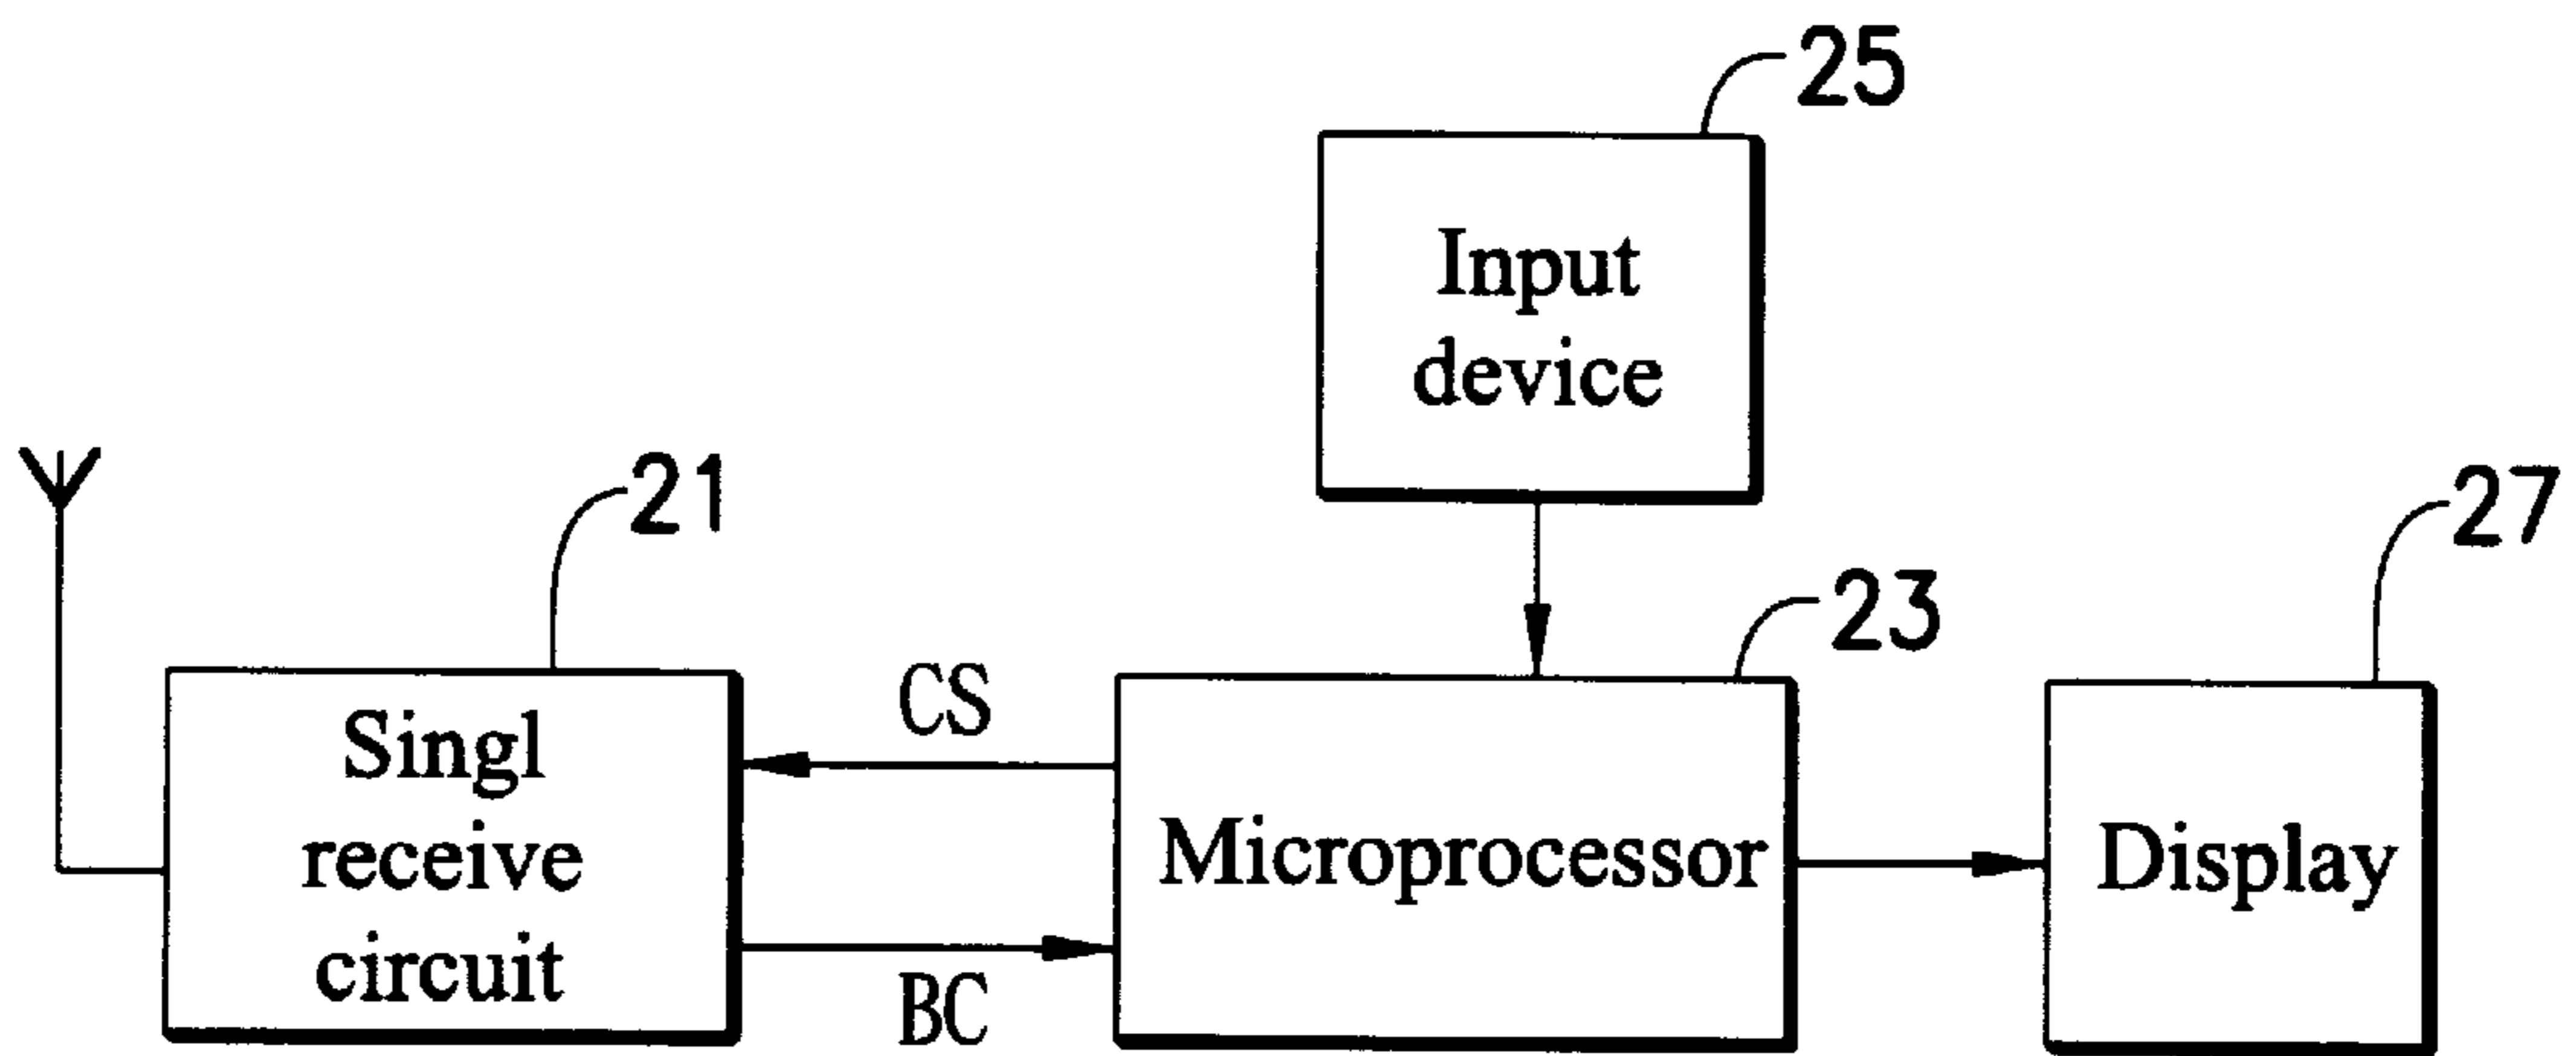 25
Input
device
21
27
23
CS
Singl
receive
circuit
Microprocessor
Display
BC